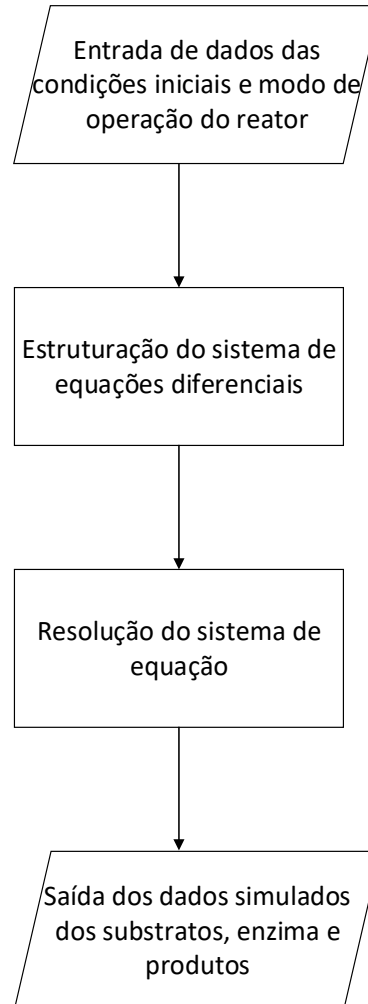 Entrada de dados das
condições iniciais e modo de
operação do reator
Estruturação do sistema de
equações diferenciais
Resolução do sistema de
equação
Saída dos dados simulados
dos substratos, enzima e
produtos